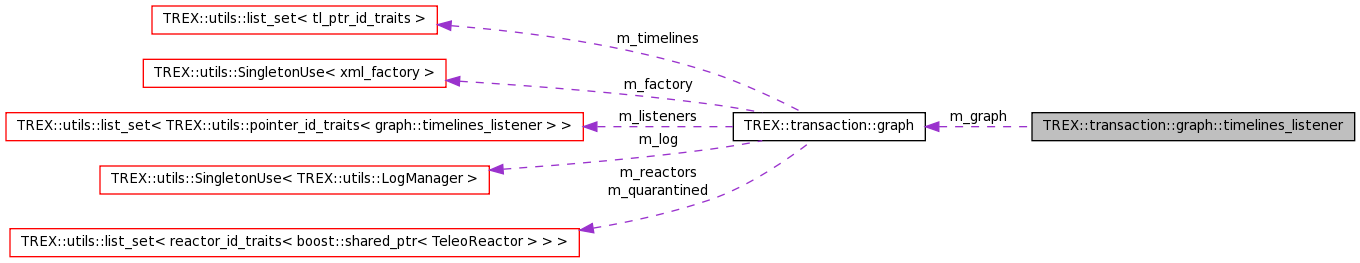 TREX::utils::list_set< tl_ptr_id_traits >
m_timelines
TREX::utils::SingletonUse< xml_factory >
m_factory
TREX::utils::list_set< TREX::utils::pointer_id_traits< graph::timelines_listener > >
m_listeners
TREX::transaction::graph
m_graph
TREX::transaction::graph::timelines_listener
m_log
TREX::utils::SingletonUse< TREX::utils::LogManager >
m_reactors
m_quarantined
TREX::utils::list_set< reactor_id_traits< boost::shared_ptr< TeleoReactor > > >